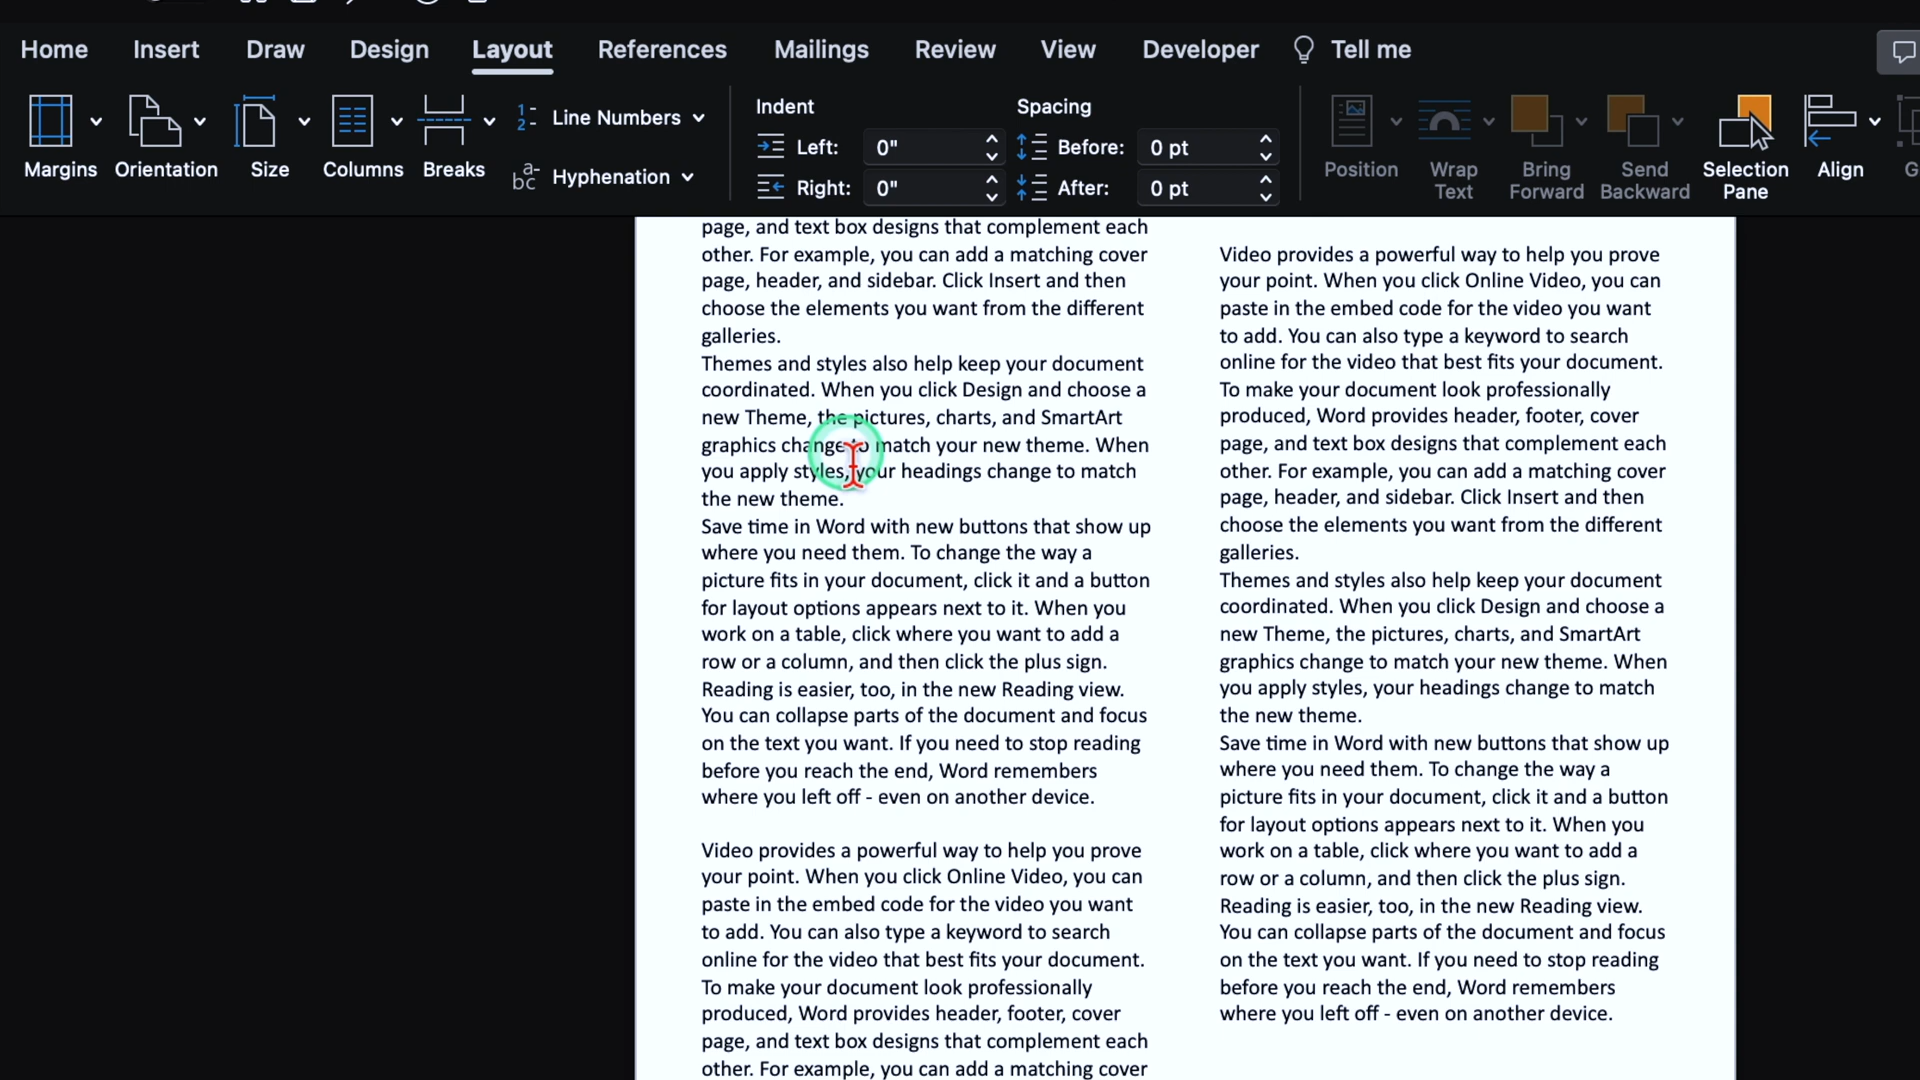 Home Insert Draw Design Layout References Mailings Review View Developer Tell me
Margins Orientation Size Columns Breaks
Line Numbers
Hyphenation
Indent
Left: 0"
Right: 0"
Spacing
Before: 0 pt
After: 0 pt
Position
Wrap
Text
Bring
Forward
Send
Backward
Selection
Pane
Align
page, and text box designs that complement each
other. For example, you can add a matching cover
page, header, and sidebar. Click Insert and then
choose the elements you want from the different
galleries.
Themes and styles also help keep your document
coordinated. When you click Design and choose a
new Theme, the pictures, charts, and SmartArt
graphics change to match your new theme. When
you apply styles, your headings change to match
the new theme.
Save time in Word with new buttons that show up
where you need them. To change the way a
picture fits in your document, click it and a button
for layout options appears next to it. When you
work on a table, click where you want to add a
row or a column, and then click the plus sign.
Reading is easier, too, in the new Reading view.
You can collapse parts of the document and focus
on the text you want. If you need to stop reading
before you reach the end, Word remembers
where you left off - even on another device.
Video provides a powerful way to help you prove
your point. When you click Online Video, you can
paste in the embed code for the video you want
to add. You can also type a keyword to search
online for the video that best fits your document.
To make your document look professionally
produced, Word provides header, footer, cover
page, and text box designs that complement each
other. For example, you can add a matching cover
Video provides a powerful way to help you prove
your point. When you click Online Video, you can
paste in the embed code for the video you want
to add. You can also type a keyword to search
online for the video that best fits your document.
To make your document look professionally
produced, Word provides header, footer, cover
page, and text box designs that complement each
other. For example, you can add a matching cover
page, header, and sidebar. Click Insert and then
choose the elements you want from the different
galleries.
Themes and styles also help keep your document
coordinated. When you click Design and choose a
new Theme, the pictures, charts, and SmartArt
graphics change to match your new theme. When
you apply styles, your headings change to match
the new theme.
Save time in Word with new buttons that show up
where you need them. To change the way a
picture fits in your document, click it and a button
for layout options appears next to it. When you
work on a table, click where you want to add a
row or a column, and then click the plus sign.
Reading is easier, too, in the new Reading view.
You can collapse parts of the document and focus
on the text you want. If you need to stop reading
before you reach the end, Word remembers
where you left off - even on another device.